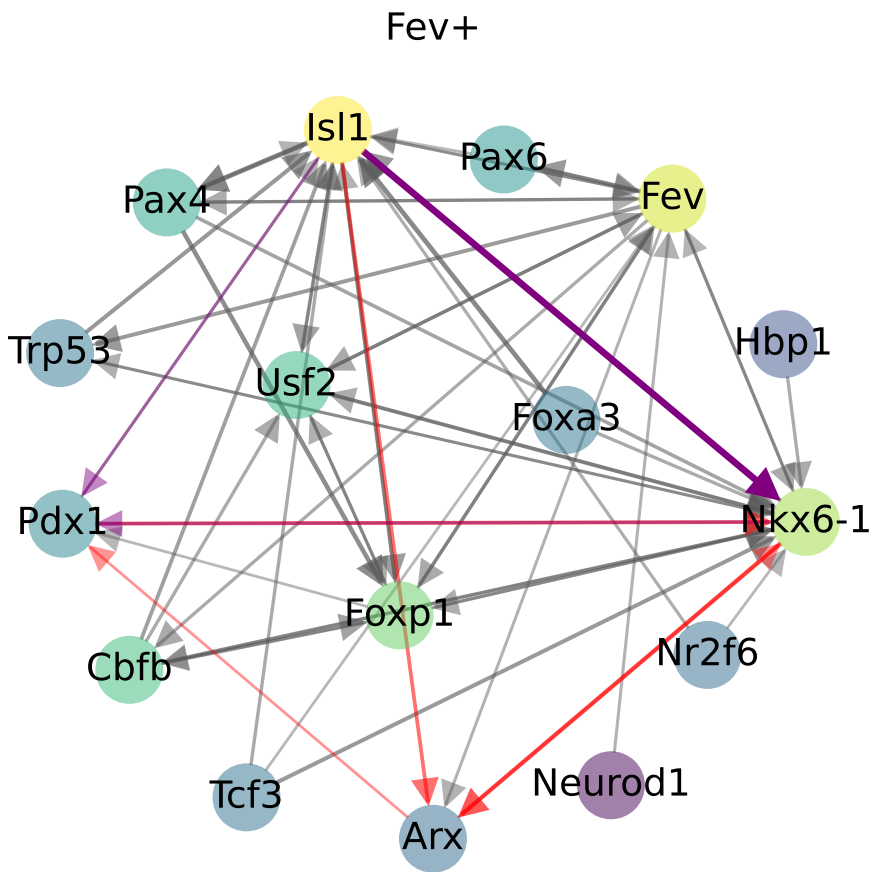 Fev+
Isl1
Pax6
Pax4
Fev
Trp53
Hbp1
Usf2
Foxa3
Pdx1
Nkx6-1
Foxp1
Cbfb
Nr2f6
Tcf3
Neurod1
Arx